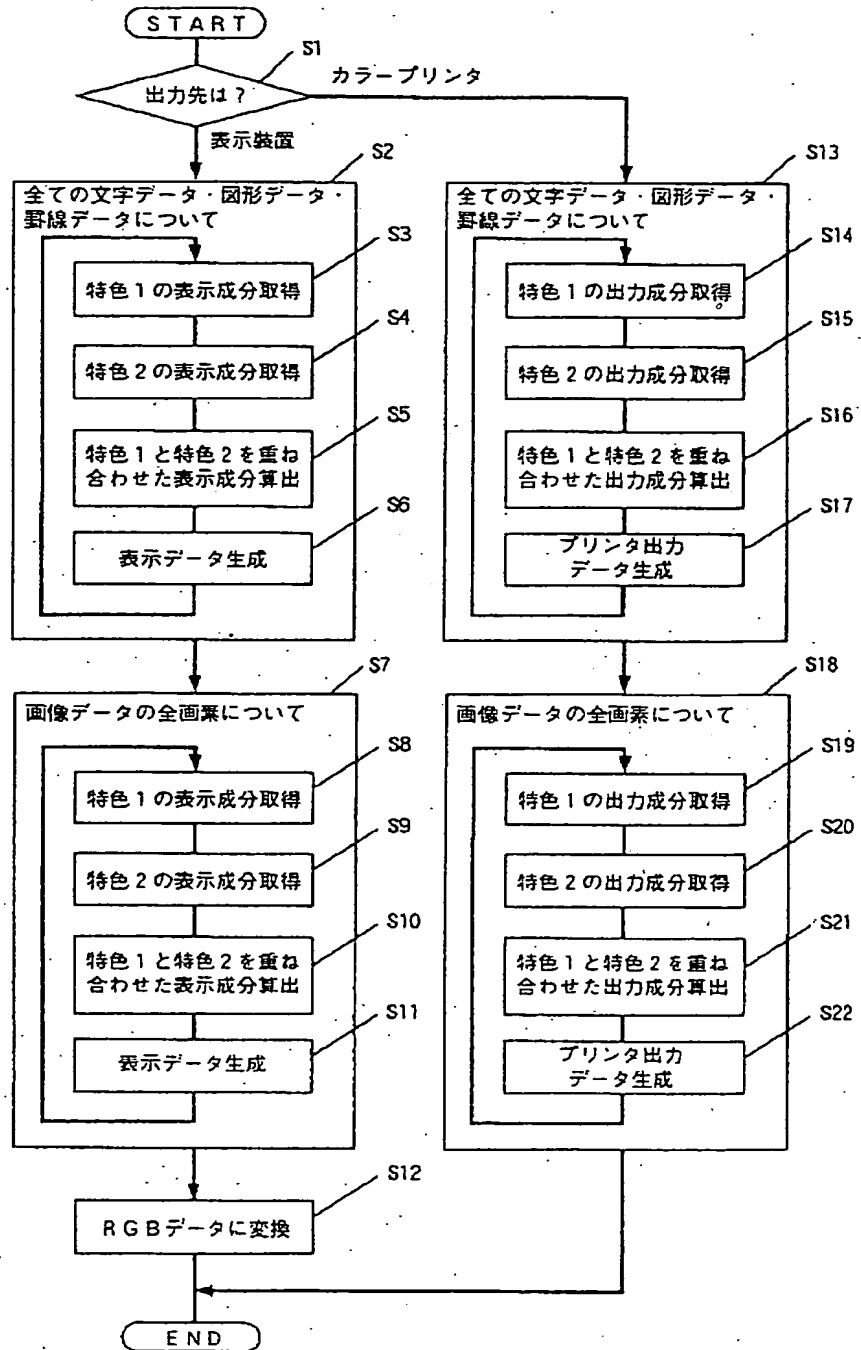 START
S1
出力先は?
カラープリンタ
表示装置
S2
全ての文字データ・図形データ・
罫線データについて
S3
特色1の表示成分取得
S4
特色2の表示成分取得
S5
特色1と特色2を重ね
合わせた表示成分算出
S6
表示データ生成
S7
画像データの全画素について
S8
特色1の表示成分取得
S9
特色2の表示成分取得
S10
特色1と特色2を重ね
合わせた表示成分算出
S11
表示データ生成
S12
RGBデータに変換
S13
全ての文字データ・図形データ・
罫線データについて
S14
特色1の出力成分取得。
S15
特色2の出力成分取得
S16
特色1と特色2を重ね
合わせた出力成分算出
S17
プリンタ出力
データ生成
S18
画像データの全画素について
S19
特色1の出力成分取得
S20
特色2の出力成分取得
S21
特色1と特色2を重ね
合わせた出力成分算出
S22
プリンタ出力
データ生成
END